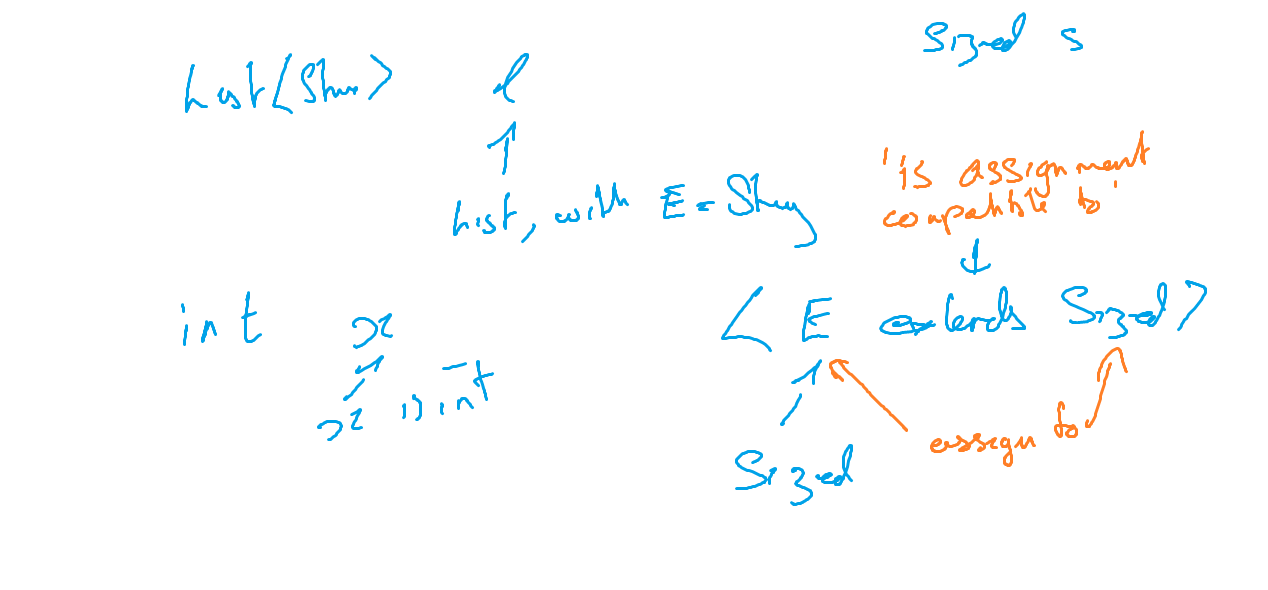 Sized s
List<String> l
'is assignment
compatible to'
List, with E = String
int x
<E extends Sized>
x is int
assign to
Sized